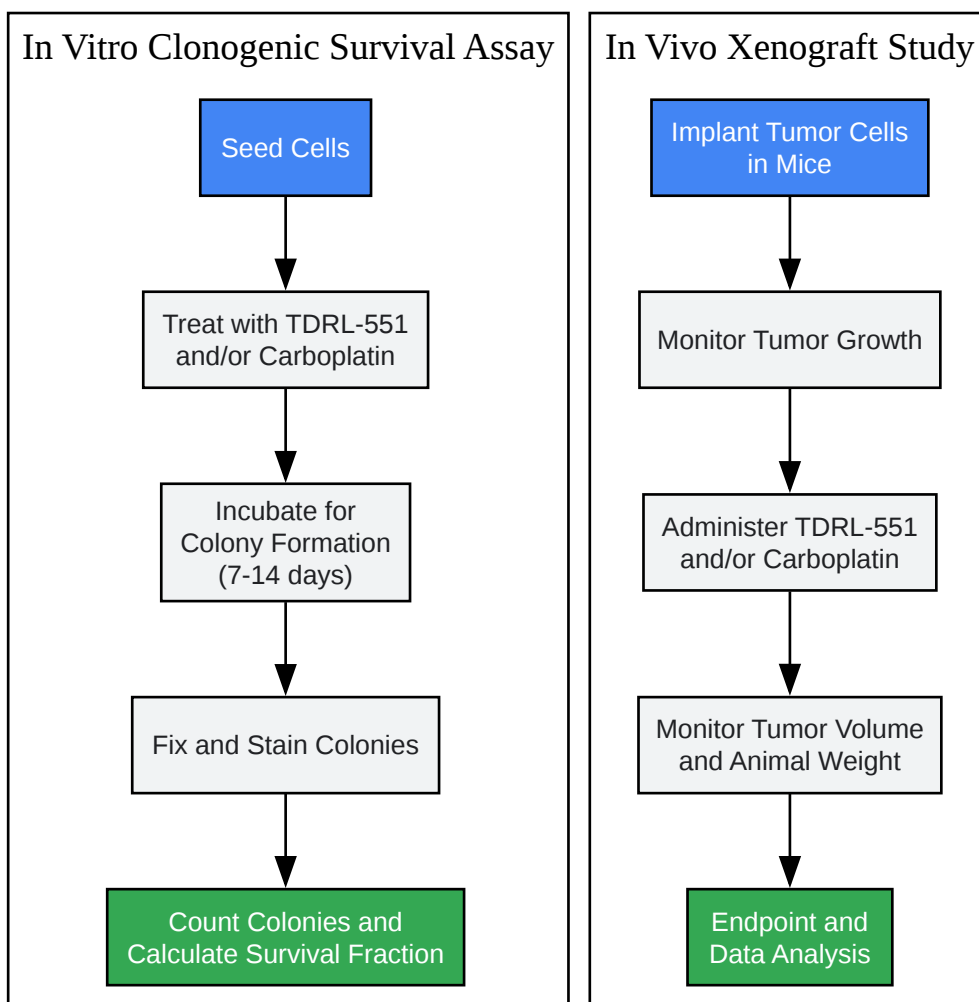 In Vitro Clonogenic Survival Assay
Seed Cells
Treat with TDRL-551
and/or Carboplatin
Incubate for
Colony Formation
(7-14 days)
Fix and Stain Colonies
Count Colonies and
Calculate Survival Fraction
In Vivo Xenograft Study
Implant Tumor Cells
in Mice
Monitor Tumor Growth
Administer TDRL-551
and/or Carboplatin
Monitor Tumor Volume
and Animal Weight
Endpoint and
Data Analysis